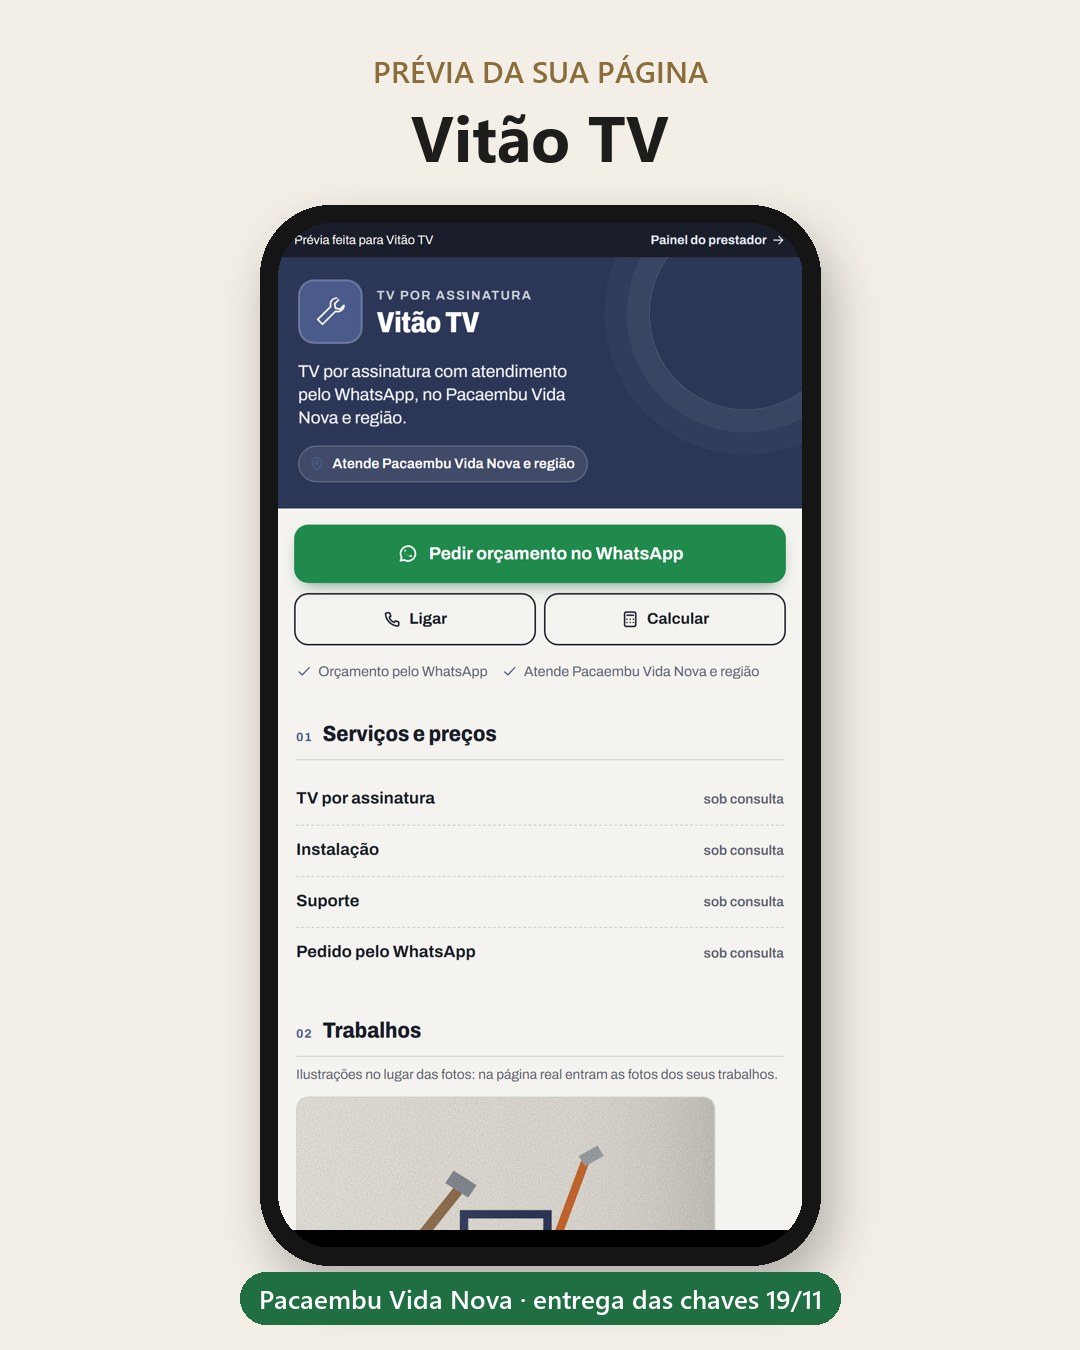 PRÉVIA DA SUA PÁGINA
Vitão TV
Prévia feita para Vitão TV
Painel do prestador →
TV POR ASSINATURA
Vitão TV
TV por assinatura com atendimento
pelo WhatsApp, no Pacaembu Vida
Nova e região.
Atende Pacaembu Vida Nova e região
Pedir orçamento no WhatsApp
Ligar
Calcular
Orçamento pelo WhatsApp
Atende Pacaembu Vida Nova e região
01 Serviços e preços
TV por assinatura sob consulta
Instalação sob consulta
Suporte sob consulta
Pedido pelo WhatsApp sob consulta
02 Trabalhos
Ilustrações no lugar das fotos: na página real entram as fotos dos seus trabalhos.
Pacaembu Vida Nova · entrega das chaves 19/11